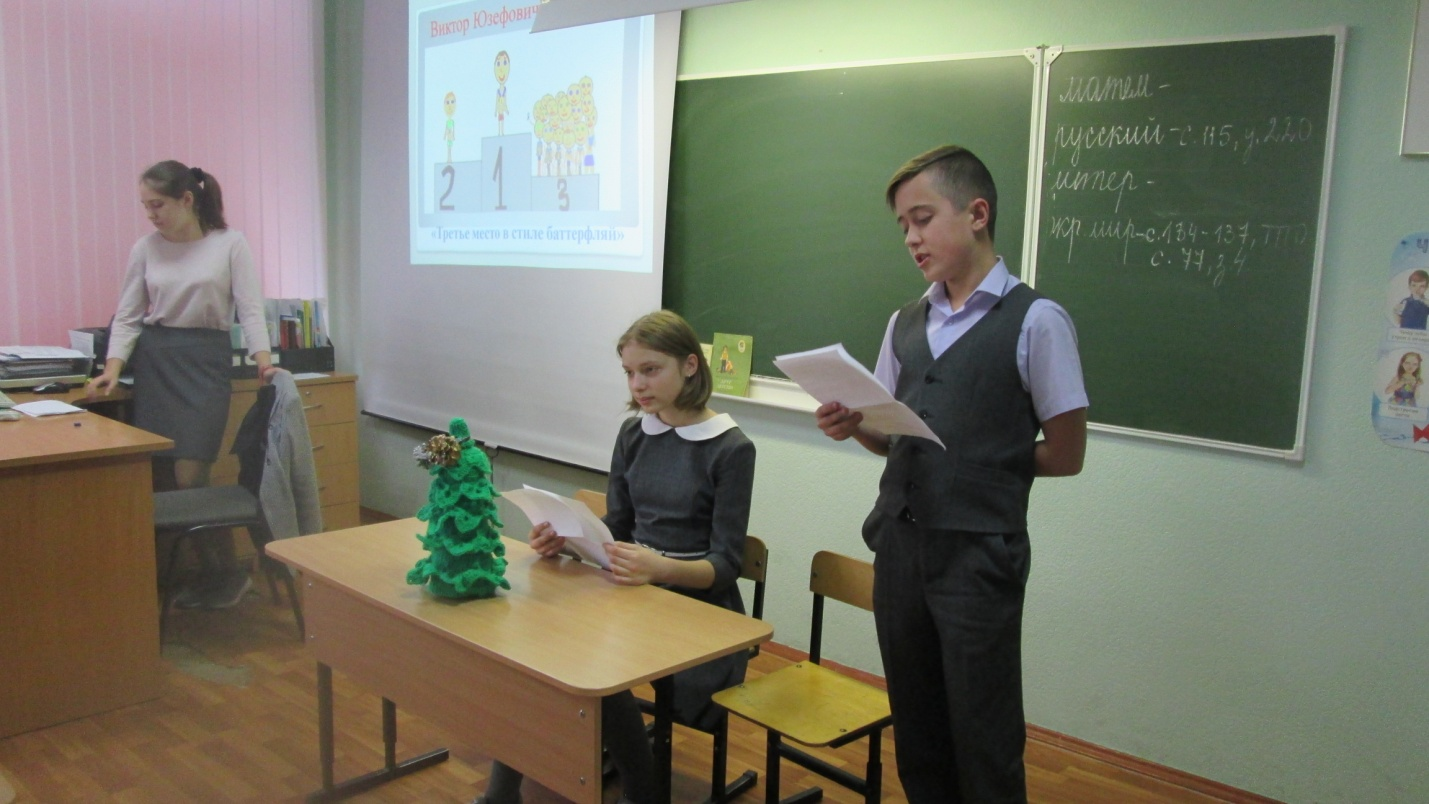 Виктор Юзефович
2 1 3
«Третье место в стиле баттерфляй»
матем -
русский - с. 115, у. 220
литер -
окр. мир - с. 134 - 137, ТПО
с. 77, з 4